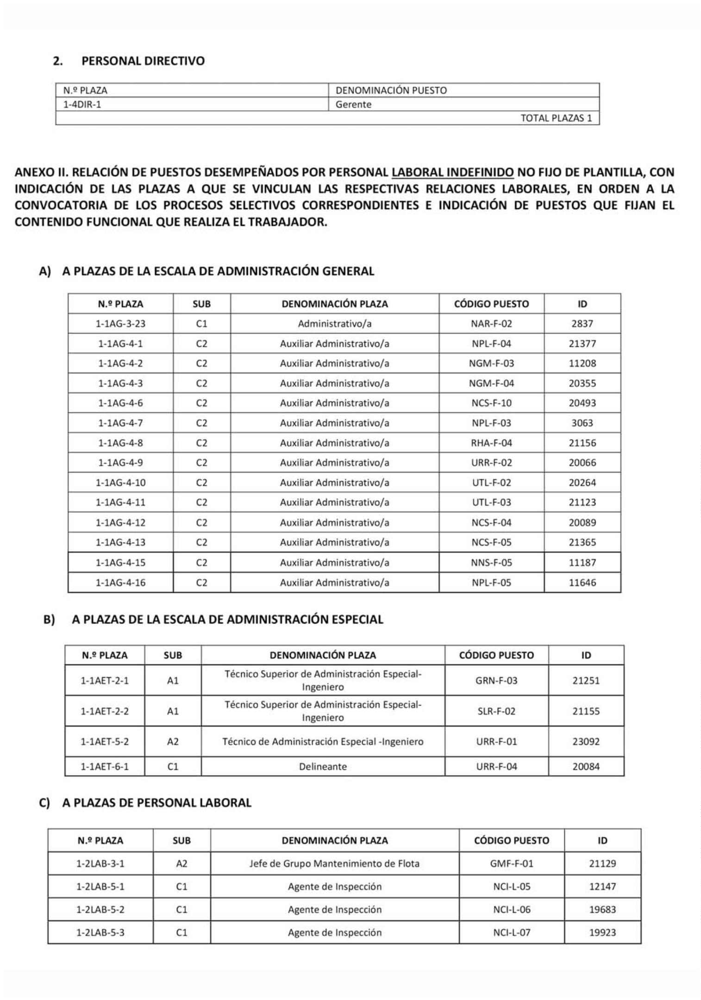 2. PERSONAL DIRECTIVO
N.º PLAZA DENOMINACIÓN PUESTO
1-4DIR-1 Gerente
TOTAL PLAZAS 1
ANEXO II. RELACIÓN DE PUESTOS DESEMPEÑADOS POR PERSONAL LABORAL INDEFINIDO NO FIJO DE PLANTILLA, CON
INDICACIÓN DE LAS PLAZAS A QUE SE VINCULAN LAS RESPECTIVAS RELACIONES LABORALES, EN ORDEN A LA
CONVOCATORIA DE LOS PROCESOS SELECTIVOS CORRESPONDIENTES E INDICACIÓN DE PUESTOS QUE FIJAN EL
CONTENIDO FUNCIONAL QUE REALIZA EL TRABAJADOR.
A) A PLAZAS DE LA ESCALA DE ADMINISTRACIÓN GENERAL
N.º PLAZA SUB DENOMINACIÓN PLAZA CÓDIGO PUESTO ID
1-1AG-3-23 C1 Administrativo/a NAR-F-02 2837
1-1AG-4-1 C2 Auxiliar Administrativo/a NPL-F-04 21377
1-1AG-4-2 C2 Auxiliar Administrativo/a NGM-F-03 11208
1-1AG-4-3 C2 Auxiliar Administrativo/a NGM-F-04 20355
1-1AG-4-6 C2 Auxiliar Administrativo/a NCS-F-10 20493
1-1AG-4-7 C2 Auxiliar Administrativo/a NPL-F-03 3063
1-1AG-4-8 C2 Auxiliar Administrativo/a RHA-F-04 21156
1-1AG-4-9 C2 Auxiliar Administrativo/a URR-F-02 20066
1-1AG-4-10 C2 Auxiliar Administrativo/a UTL-F-02 20264
1-1AG-4-11 C2 Auxiliar Administrativo/a UTL-F-03 21123
1-1AG-4-12 C2 Auxiliar Administrativo/a NCS-F-04 20089
1-1AG-4-13 C2 Auxiliar Administrativo/a NCS-F-05 21365
1-1AG-4-15 C2 Auxiliar Administrativo/a NNS-F-05 11187
1-1AG-4-16 C2 Auxiliar Administrativo/a NPL-F-05 11646
B) A PLAZAS DE LA ESCALA DE ADMINISTRACIÓN ESPECIAL
N.º PLAZA SUB DENOMINACIÓN PLAZA CÓDIGO PUESTO ID
1-1AET-2-1 A1 Técnico Superior de Administración Especial-
Ingeniero GRN-F-03 21251
1-1AET-2-2 A1 Técnico Superior de Administración Especial-
Ingeniero SLR-F-02 21155
1-1AET-5-2 A2 Técnico de Administración Especial -Ingeniero URR-F-01 23092
1-1AET-6-1 C1 Delineante URR-F-04 20084
C) A PLAZAS DE PERSONAL LABORAL
N.º PLAZA SUB DENOMINACIÓN PLAZA CÓDIGO PUESTO ID
1-2LAB-3-1 A2 Jefe de Grupo Mantenimiento de Flota GMF-F-01 21129
1-2LAB-5-1 C1 Agente de Inspección NCI-L-05 12147
1-2LAB-5-2 C1 Agente de Inspección NCI-L-06 19683
1-2LAB-5-3 C1 Agente de Inspección NCI-L-07 19923